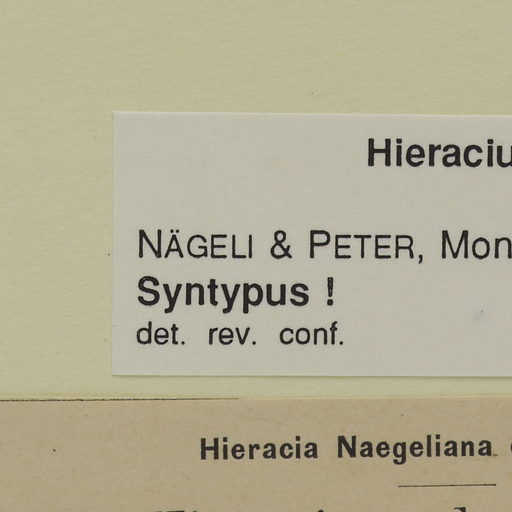 Hieraciu
NÄGELI & PETER, Mon
Syntypus !
det. rev. conf.
Hieracia Naegeliana